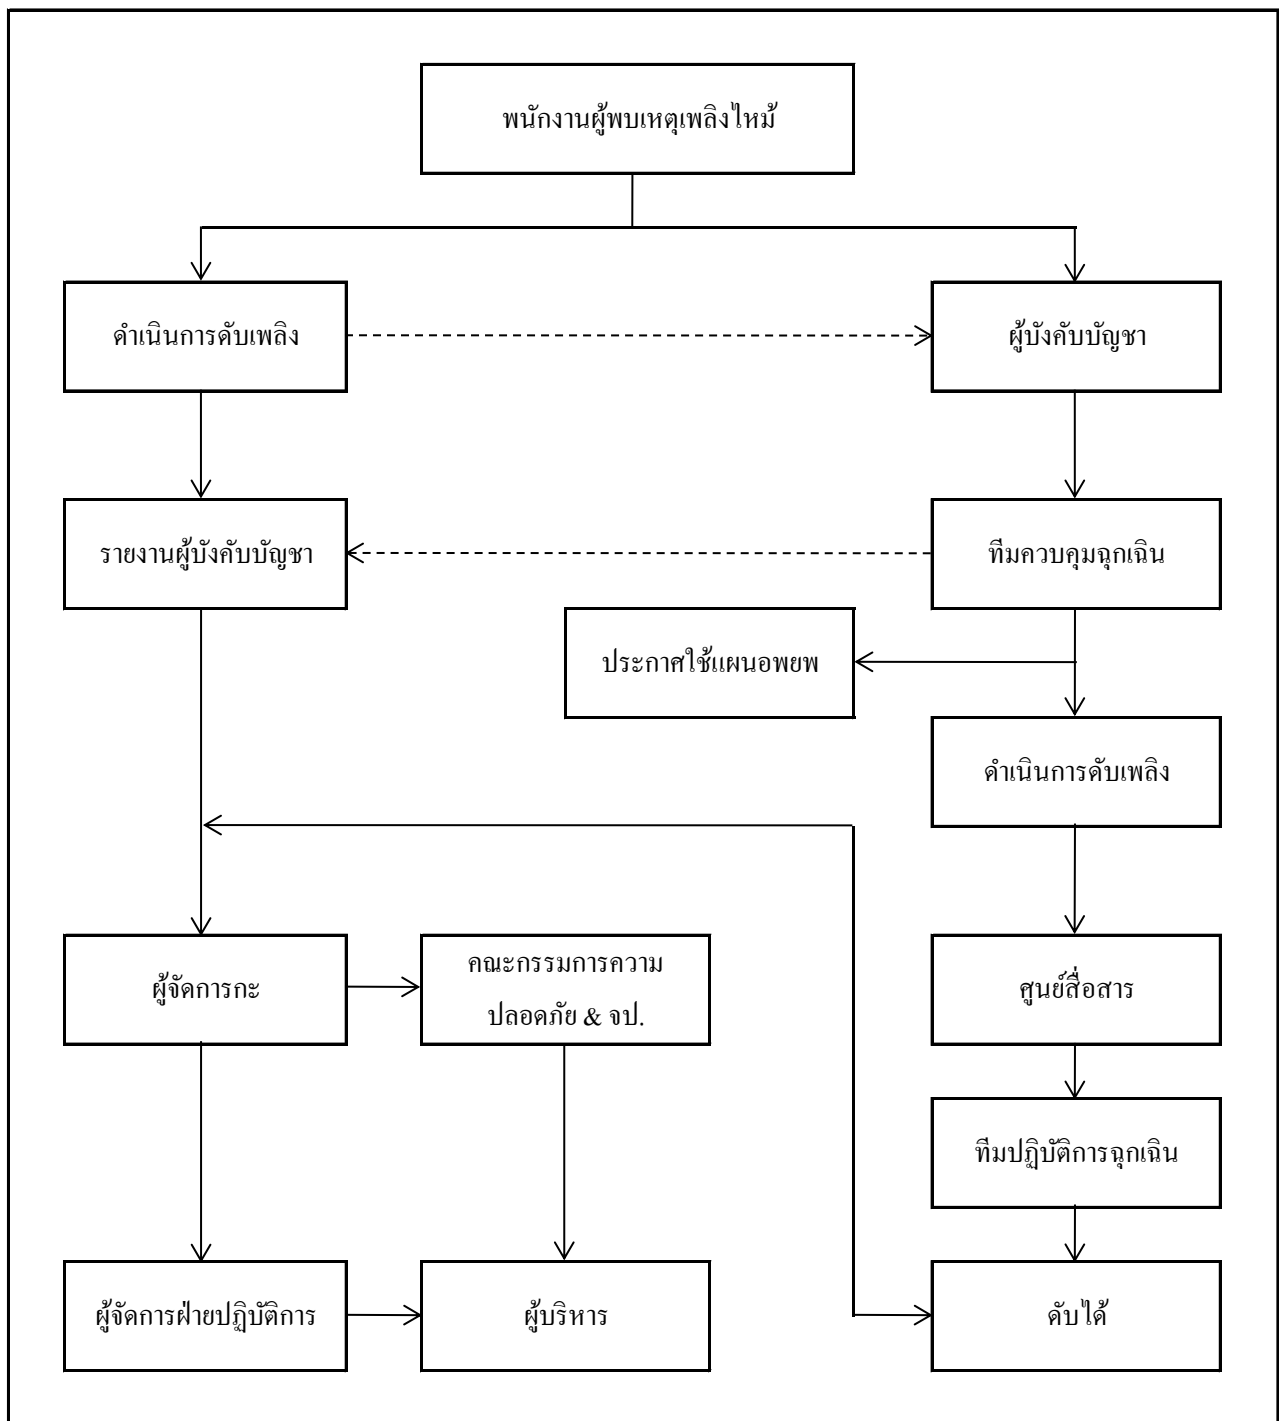 พนักงานผู้พบเหตุเพลิงไหม้
ดำเนินการดับเพลิง
ผู้บังคับบัญชา
รายงานผู้บังคับบัญชา
ทีมควบคุมฉุกเฉิน
ประกาศใช้แผนอพยพ
ดำเนินการดับเพลิง
ผู้จัดการกะ
คณะกรรมการความ
ปลอดภัย & จป.
ศูนย์สื่อสาร
ทีมปฏิบัติการฉุกเฉิน
ผู้จัดการฝ่ายปฏิบัติการ
ผู้บริหาร
ดับได้